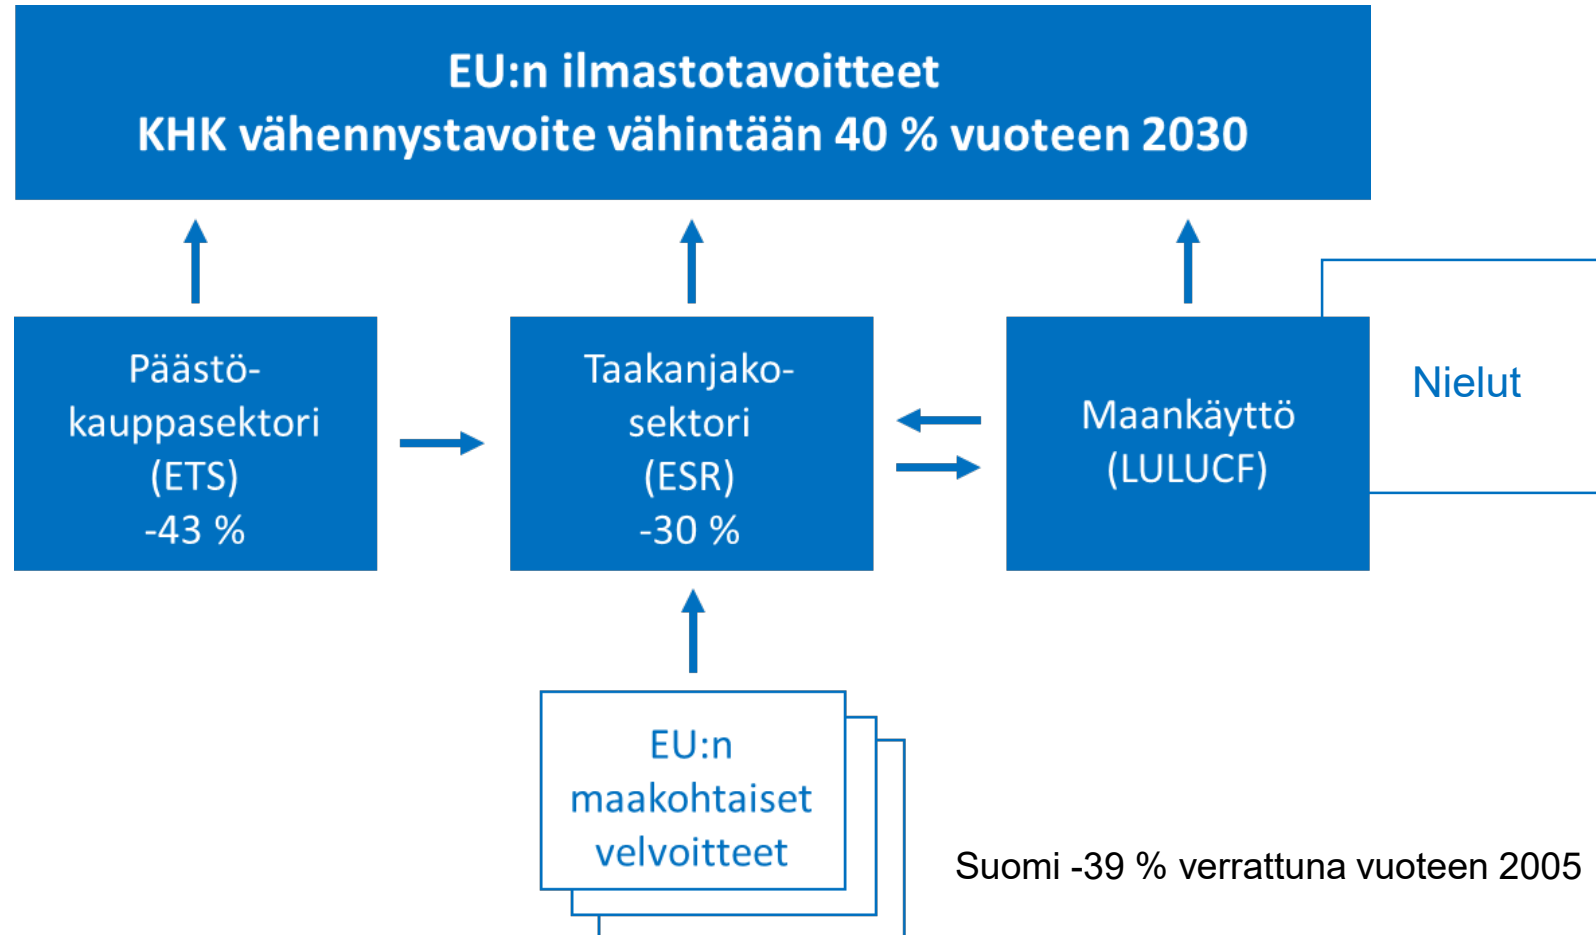 EU:n ilmastotavoitteet
KHK vähennystavoite vähintään 40 % vuoteen 2030
Päästö-
kauppasektori
(ETS)
-43 %
Taakanjako-
sektori
(ESR)
-30 %
Maankäyttö
(LULUCF)
Nielut
EU:n
maakohtaiset
velvoitteet
Suomi -39 % verrattuna vuoteen 2005